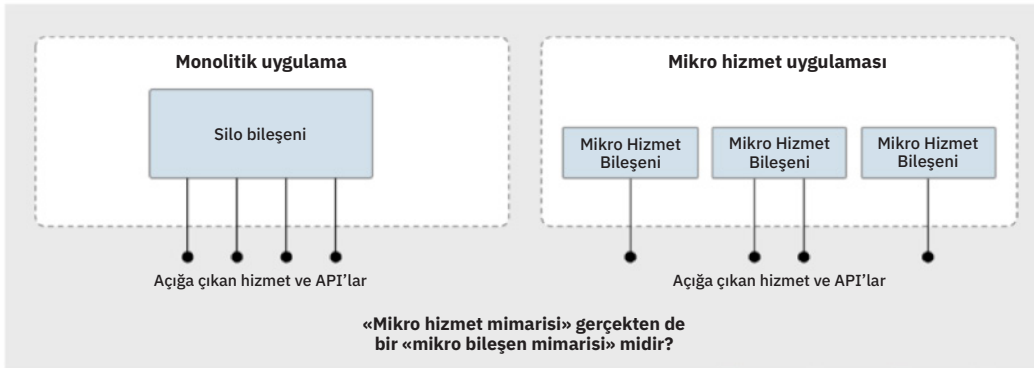 Monolitik uygulama
Silo bileşeni
Açığa çıkan hizmet ve API’lar
Mikro hizmet uygulaması
Mikro Hizmet
Bileşeni
Mikro Hizmet
Bileşeni
Mikro Hizmet
Bileşeni
Açığa çıkan hizmet ve API’lar
«Mikro hizmet mimarisi» gerçekten de
bir «mikro bileşen mimarisi» midir?